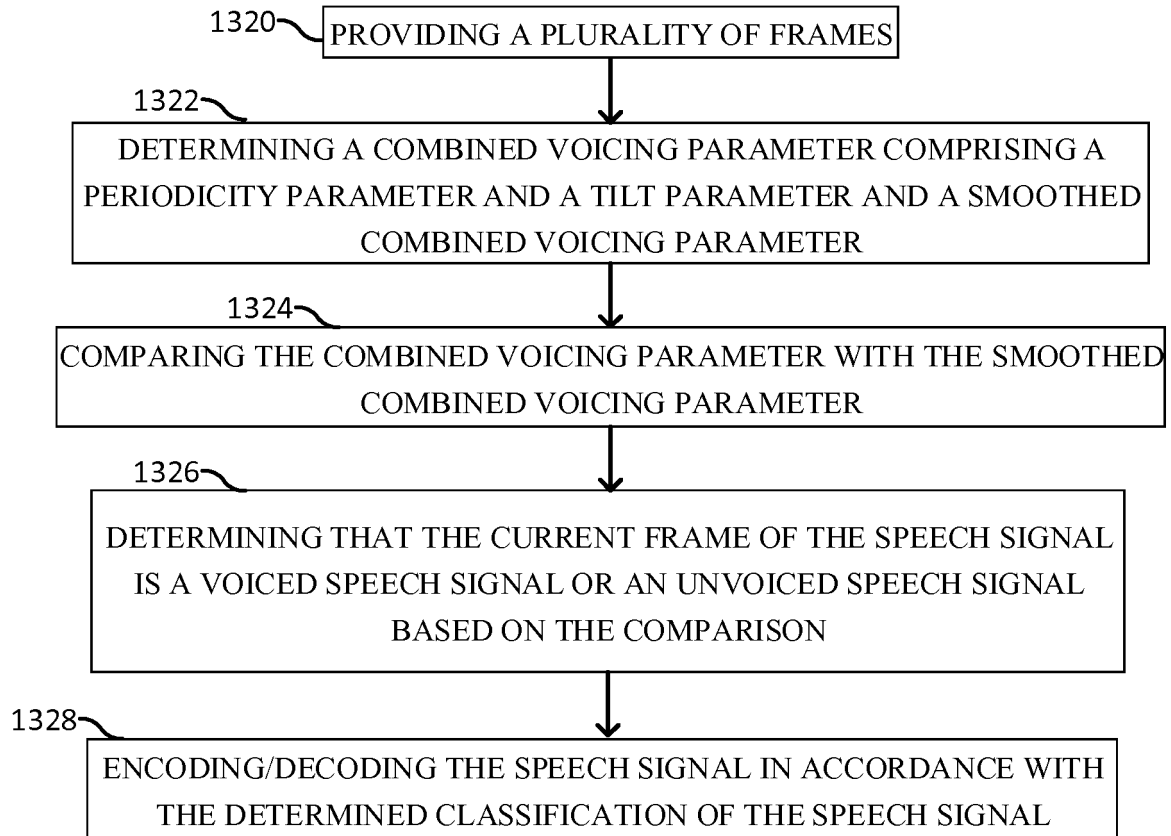 1320
PROVIDING A PLURALITY OF FRAMES
1322
DETERMINING A COMBINED VOICING PARAMETER COMPRISING A
PERIODICITY PARAMETER AND A TILT PARAMETER AND A SMOOTHED
COMBINED VOICING PARAMETER
1324
COMPARING THE COMBINED VOICING PARAMETER WITH THE SMOOTHED
COMBINED VOICING PARAMETER
1326
DETERMINING THAT THE CURRENT FRAME OF THE SPEECH SIGNAL
IS A VOICED SPEECH SIGNAL OR AN UNVOICED SPEECH SIGNAL
BASED ON THE COMPARISON
1328
ENCODING/DECODING THE SPEECH SIGNAL IN ACCORDANCE WITH
THE DETERMINED CLASSIFICATION OF THE SPEECH SIGNAL